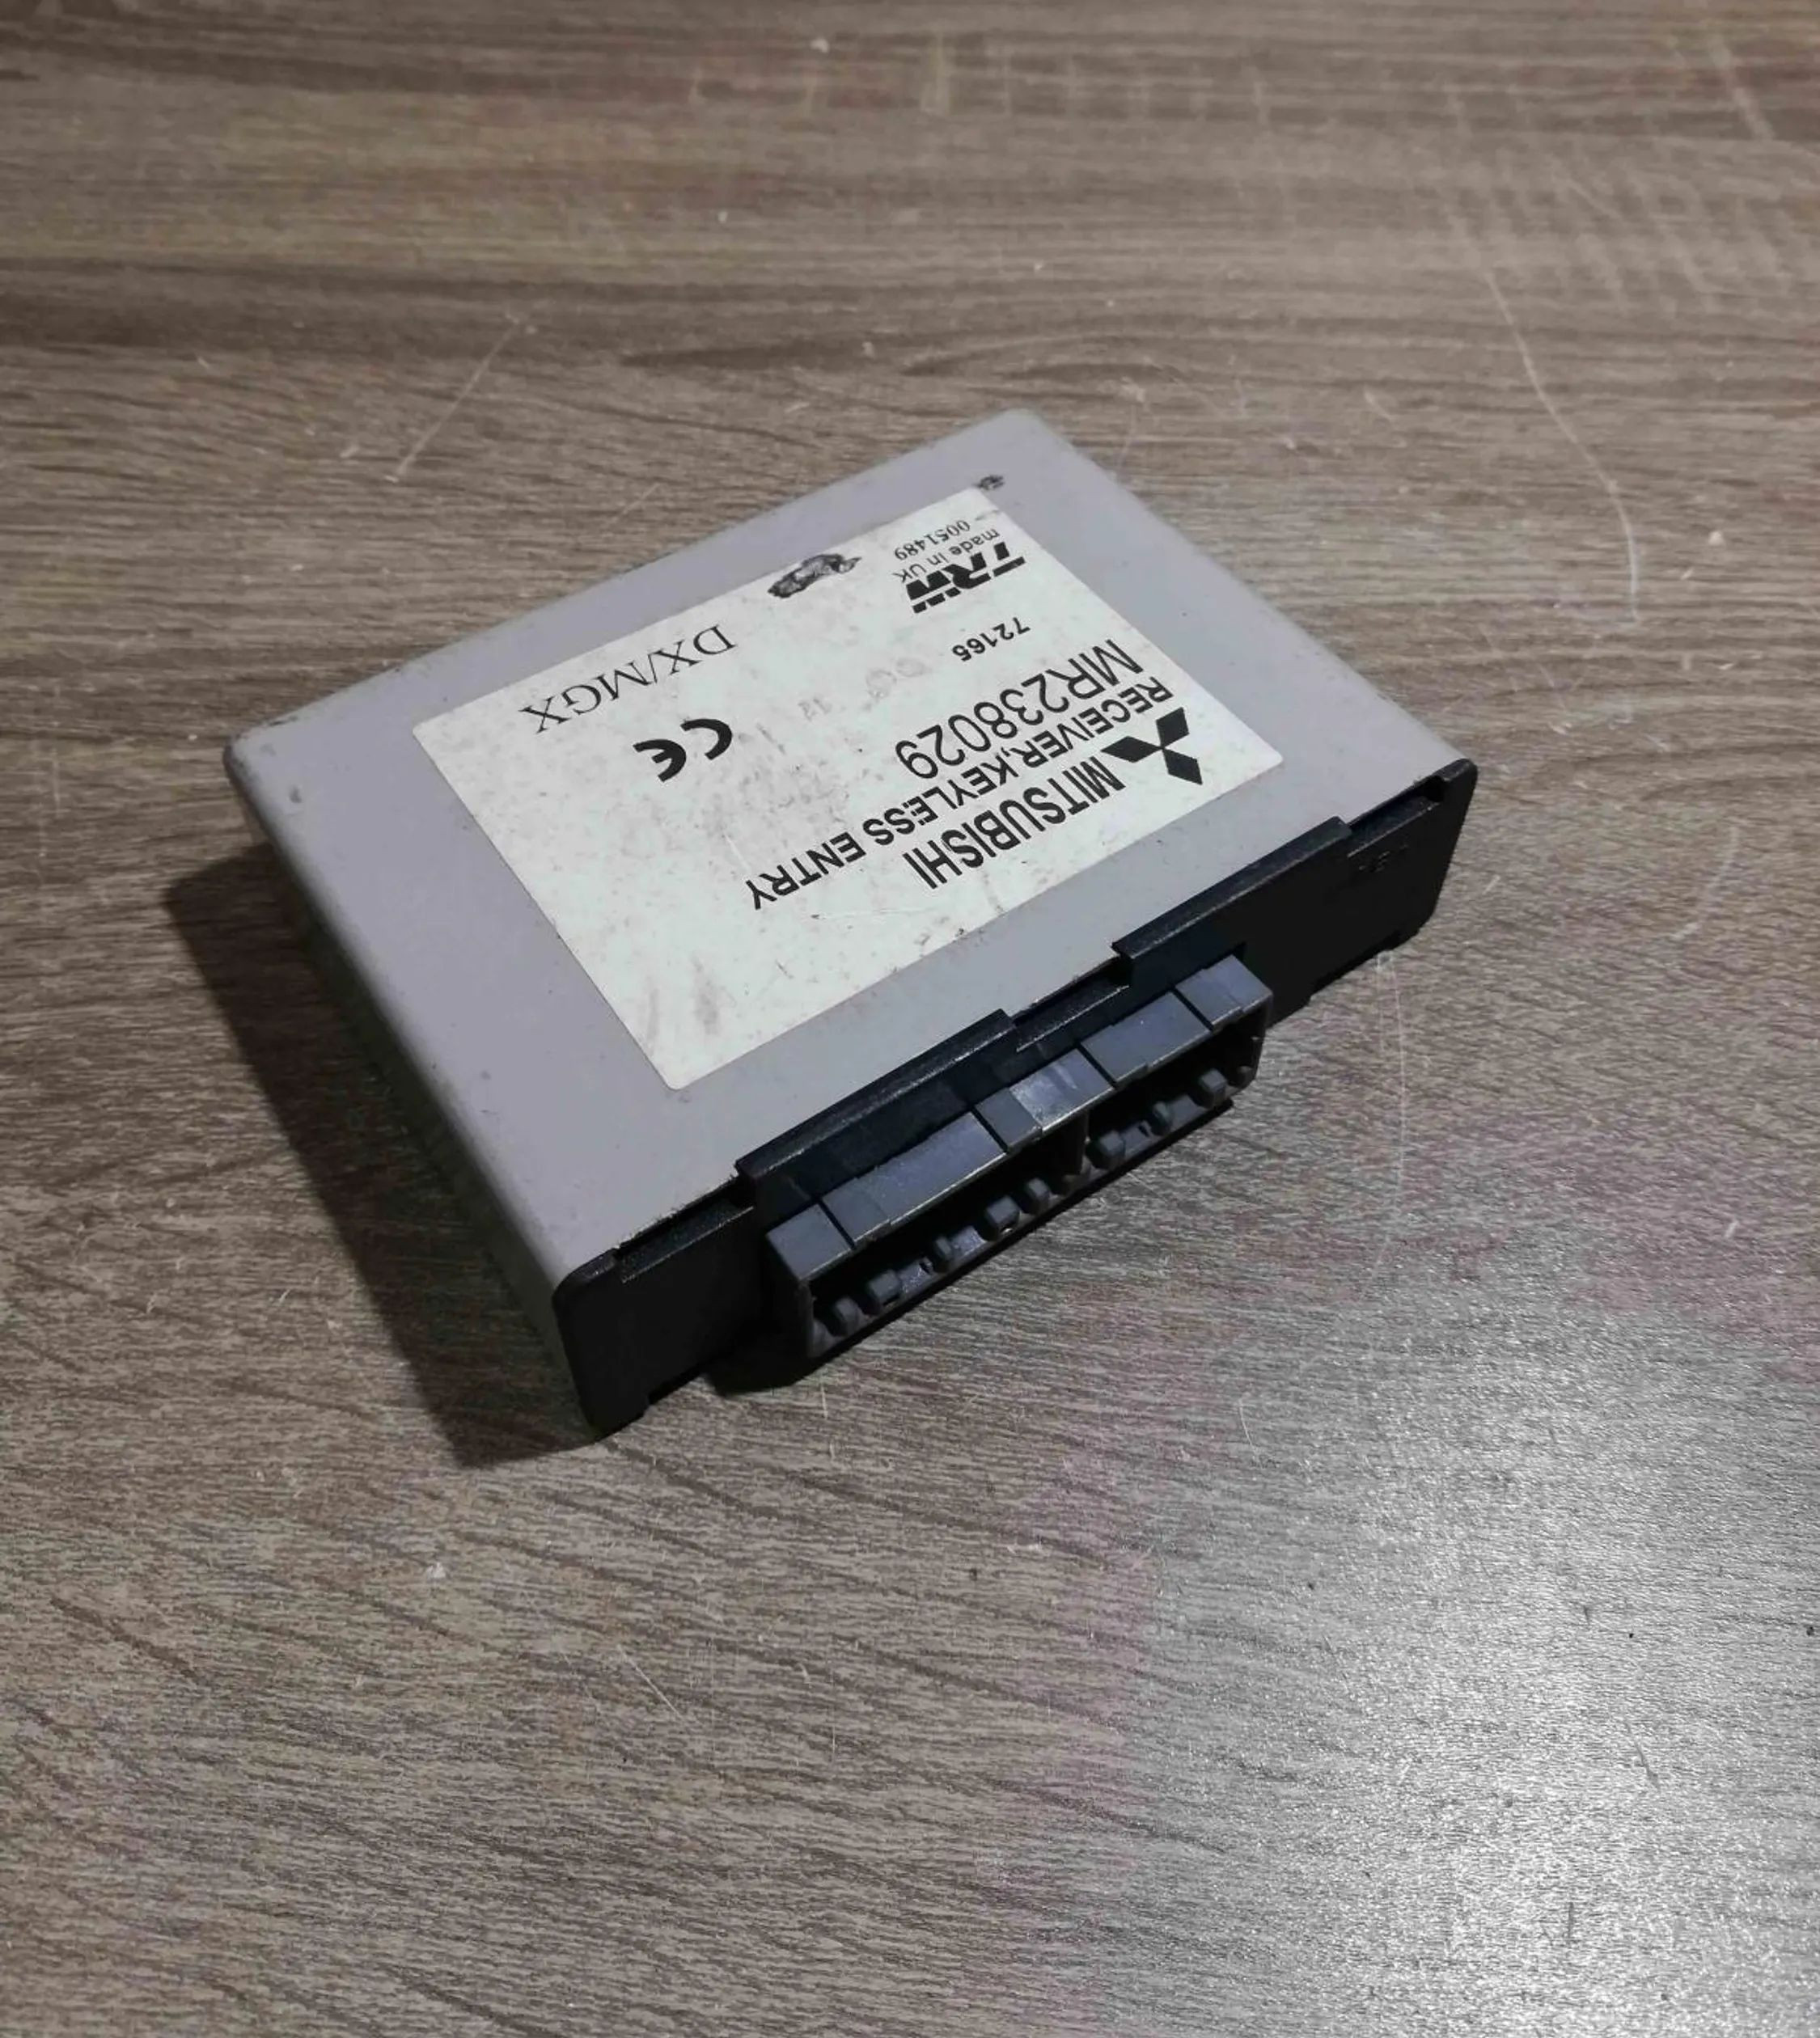 MITSUBISHI
RECEIVER, KEYLESS ENTRY
MR238029
72165
TRW
made in UK
0051489
CE
DX/MGX